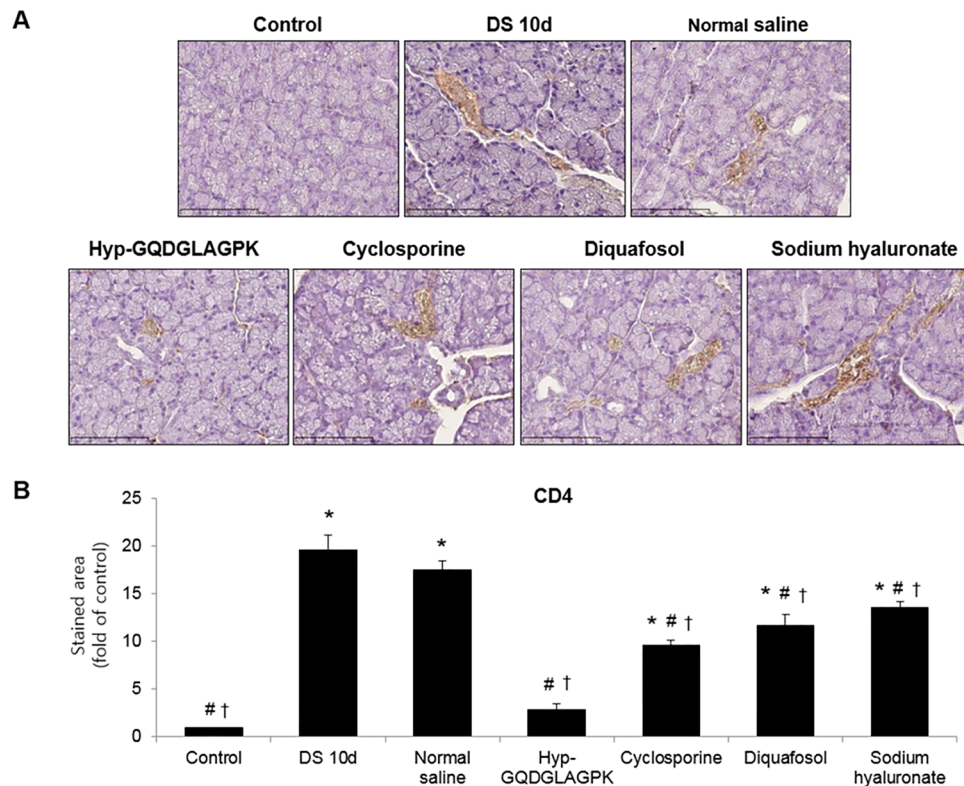 A
Control
DS 10d
Normal saline
Hyp-GQDGLAGPK
Cyclosporine
Diquafosol
Sodium hyaluronate
B
CD4
Stained area
(fold of control)
25
20
15
10
5
0
# †
*
*
# †
* # †
* # †
* # †
Control
DS 10d
Normal
saline
Hyp-
GQDGLAGPK
Cyclosporine
Diquafosol
Sodium
hyaluronate